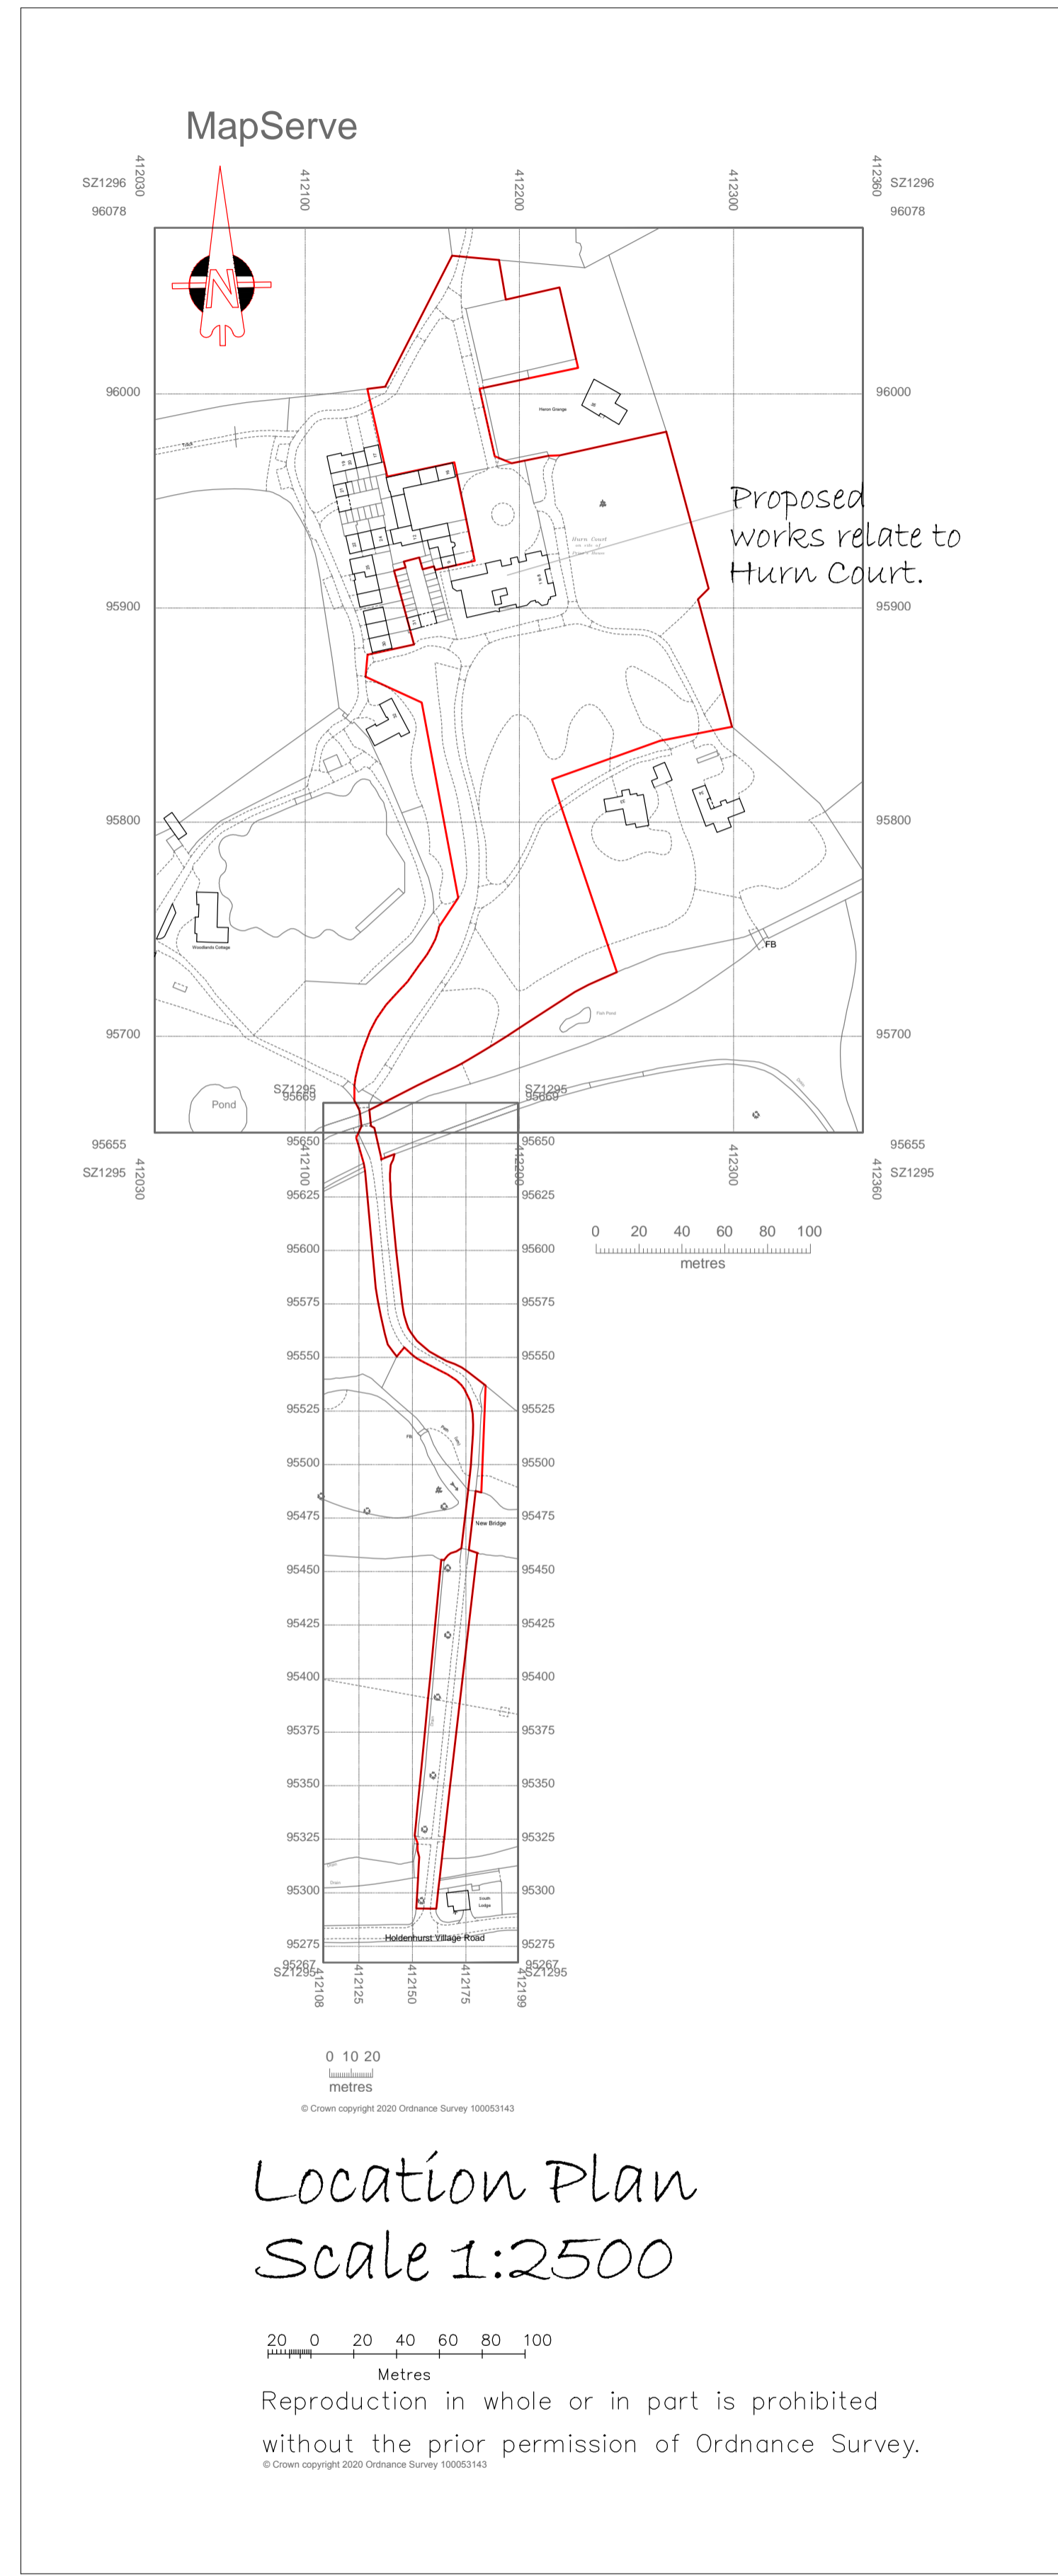 MapServe
SZ1296
96078
412030
412100
412200
412300
412360
SZ1296
96078
N
96000
96000
Heron Grange
Track
Proposed
works relate to
Hurn Court.
Hurn Court
95900
95900
95800
95800
Woodlands Cottage
FB
95700
95700
Fish Pond
Pond
Drain
SZ1295
95669
SZ1295
95669
95655
SZ1295
412030
412100
412200
412300
412360
95655
SZ1295
95650
95650
95625
95625
0 20 40 60 80 100
metres
95600
95600
95575
95575
95550
95550
95525
95525
FB
Path
95500
95500
95475
95475
New Bridge
95450
95450
95425
95425
95400
95400
95375
95375
Drain
95350
95350
95325
95325
Drain
Drain
95300
95300
South
Lodge
Holdenhurst Village Road
95275
95275
95267
SZ1295
95267
SZ1295
412108
412125
412150
412175
412199
0 10 20
metres
© Crown copyright 2020 Ordnance Survey 100053143
Location Plan
Scale 1:2500
20 0 20 40 60 80 100
Metres
Reproduction in whole or in part is prohibited
without the prior permission of Ordnance Survey.
© Crown copyright 2020 Ordnance Survey 100053143